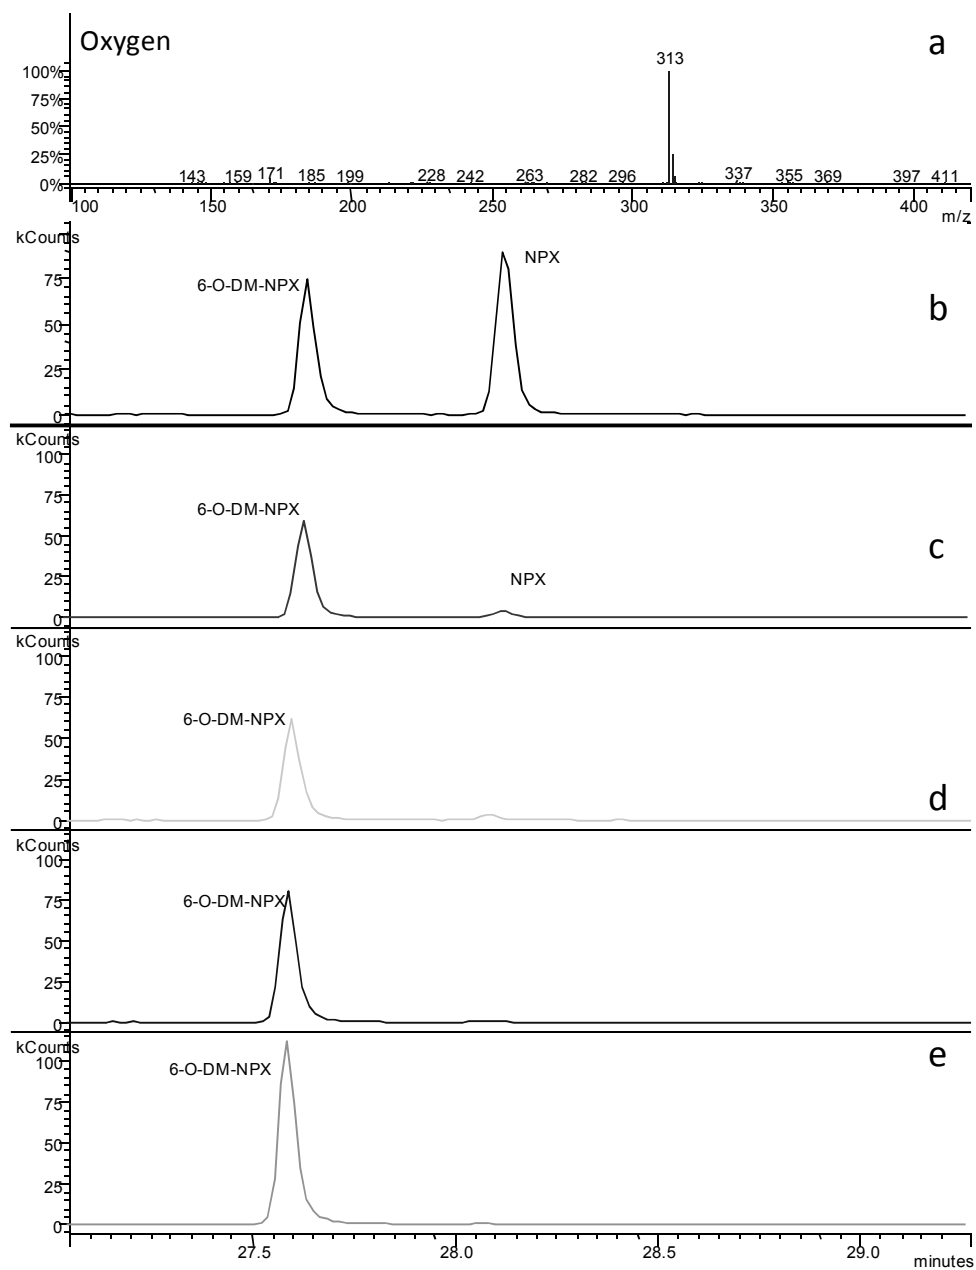 Oxygen
a
313
100%
75%
50%
25%
0%
143 159 171 185 199 228 242 263 282 296 337 355 369 397 411
100 150 200 250 300 350 400
m/z
kCounts
NPX
6-O-DM-NPX
75
b
50
25
0
kCounts
100
75
6-O-DM-NPX
50
c
25
NPX
0
kCounts
100
75
6-O-DM-NPX
50
25
d
0
kCounts
100
75
6-O-DM-NPX
50
25
0
kCounts
e
100
6-O-DM-NPX
75
50
25
0
27.5 28.0 28.5 29.0
minutes